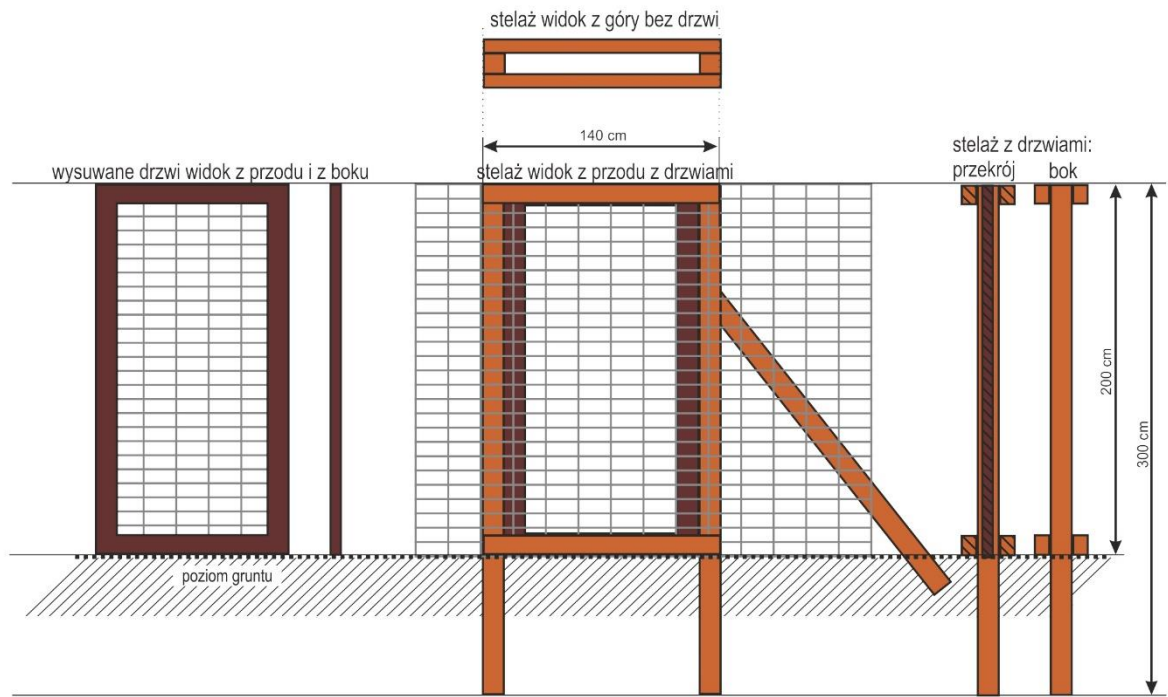 stelaż widok z góry bez drzwi
140 cm
wysuwane drzwi widok z przodu i z boku
stelaż widok z przodu z drzwiami
stelaż z drzwiami:
przekrój
bok
200 cm
300 cm
poziom gruntu